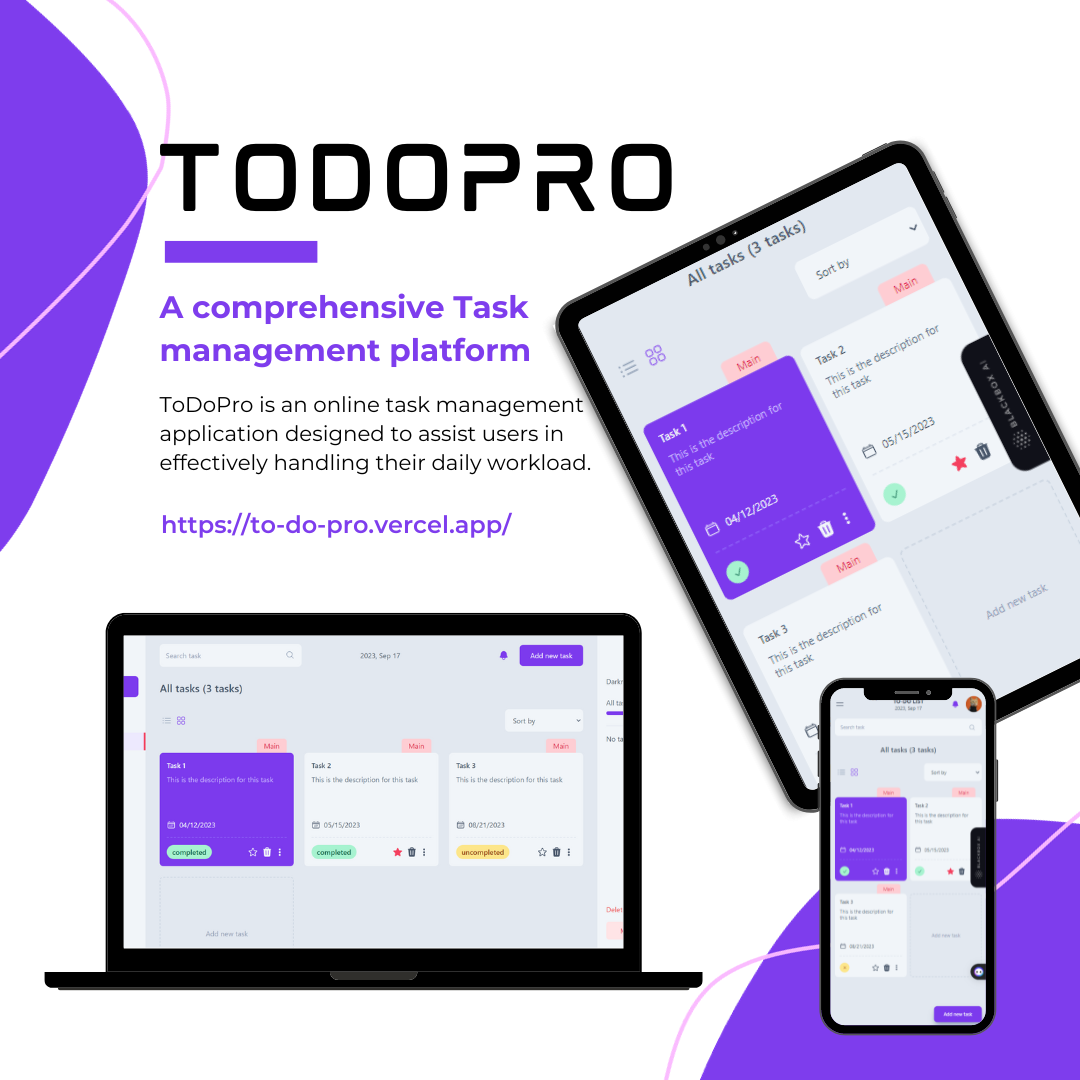 TODOPRO
A comprehensive Task
management platform
ToDoPro is an online task management
application designed to assist users in
effectively handling their daily workload.
https://to-do-pro.vercel.app/
All tasks (3 tasks)
Sort by
Main
Main
Task 1
This is the description for
this task
04/12/2023
Task 2
This is the description for
this task
05/15/2023
BLACKBOX AI
Main
Task 3
This is the description for
this task
Add new task
Search task
2023, Sep 17
Add new task
All tasks (3 tasks)
Sort by
Main
Main
Main
Task 1
This is the description for this task
04/12/2023
completed
Task 2
This is the description for this task
05/15/2023
completed
Task 3
This is the description for this task
08/21/2023
uncompleted
Add new task
TO-DO LIST
2023, Sep 17
Search task
All tasks (3 tasks)
Sort by
Main
Main
Task 1
This is the description for
this task
04/12/2023
Task 2
This is the description for
this task
05/15/2023
BLACKBOX AI
Main
Task 3
This is the description for
this task
08/21/2023
Add new task
Add new task